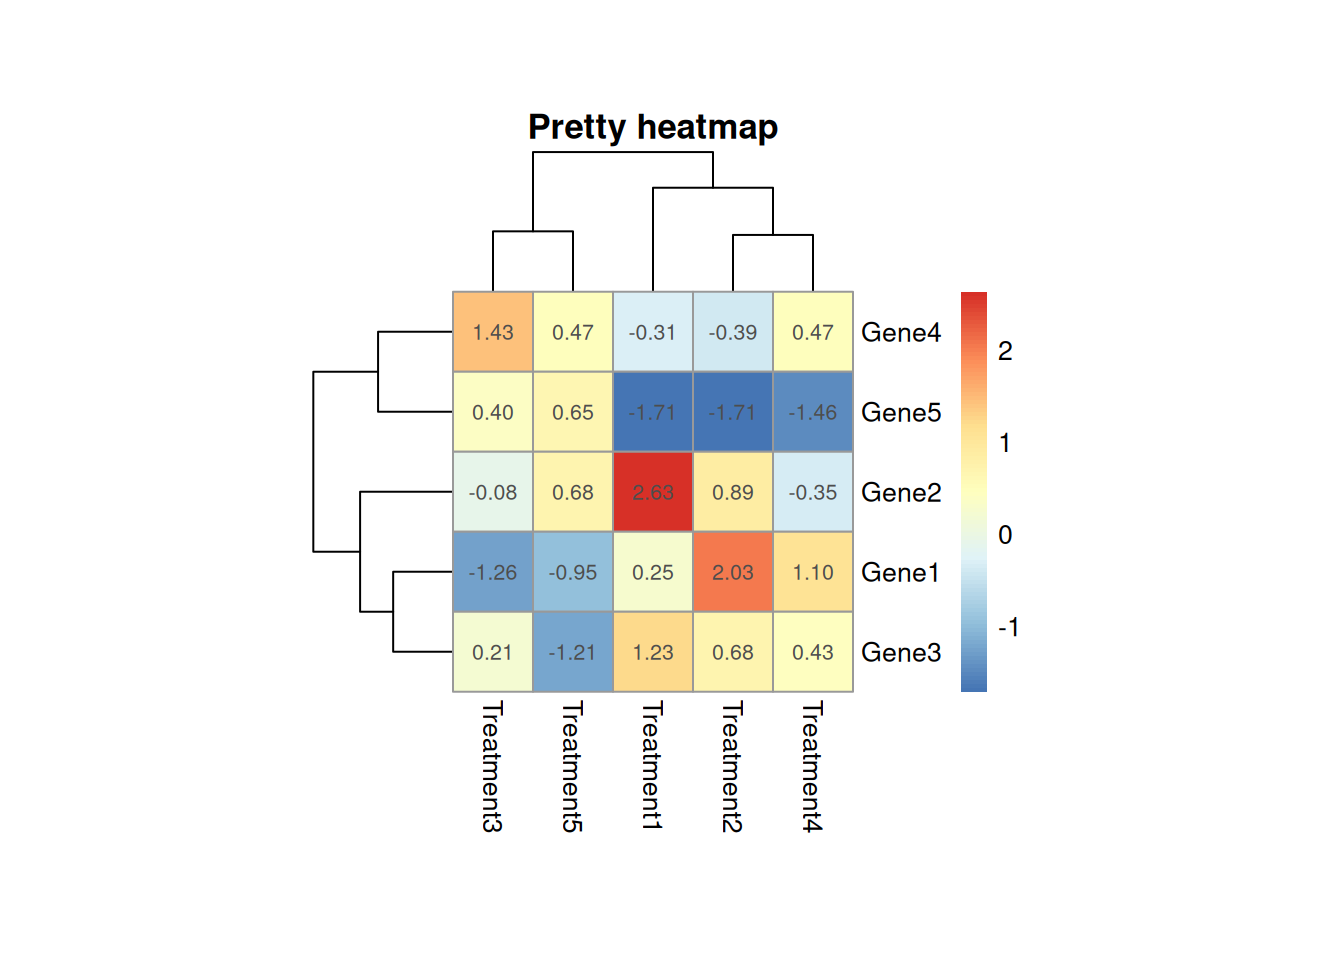 Pretty heatmap
1.43 0.47 -0.31 -0.39 0.47 Gene4
0.40 0.65 -1.71 -1.71 -1.46 Gene5
-0.08 0.68 2.63 0.89 -0.35 Gene2
-1.26 -0.95 0.25 2.03 1.10 Gene1
0.21 -1.21 1.23 0.68 0.43 Gene3
Treatment3
Treatment5
Treatment1
Treatment2
Treatment4
2
1
0
-1